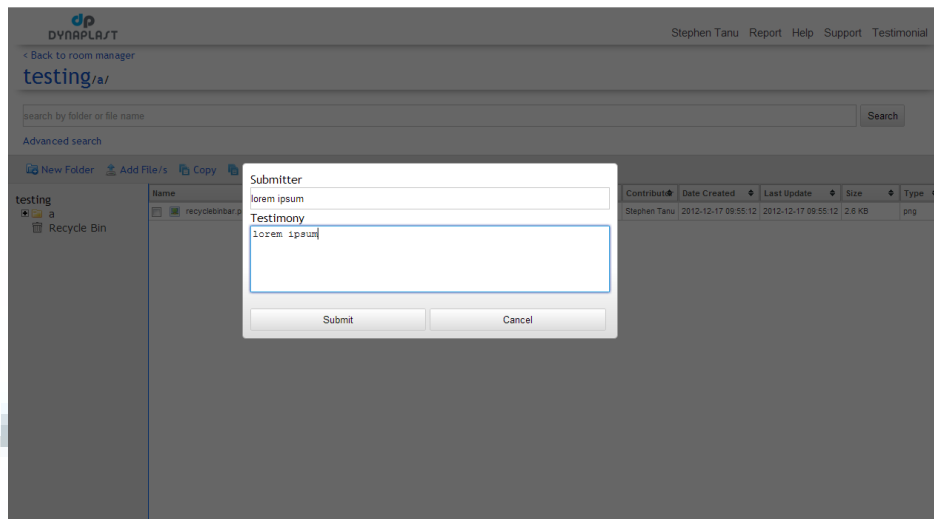 dp
DYNAPLAST
Stephen Tanu Report Help Support Testimonial
< Back to room manager
testing/a/
search by folder or file name
Search
Advanced search
New Folder Add File/s Copy
Submitter
lorem ipsum
Testimony
lorem ipsum
Submit Cancel
testing
a
Recycle Bin
Name Contributor Date Created Last Update Size Type
recyclebinbar.p Stephen Tanu 2012-12-17 09:55:12 2012-12-17 09:55:12 2.6 KB png